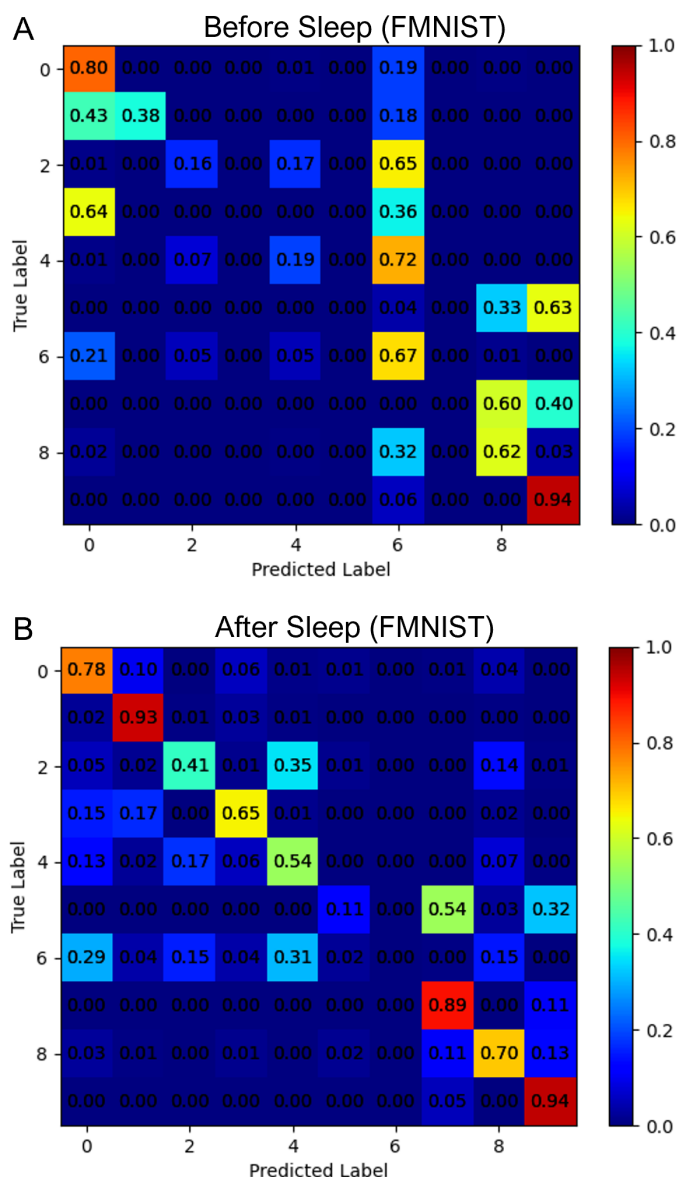 A
Before Sleep (FMNIST)
0 0.80 0.00 0.00 0.00 0.01 0.00 0.19 0.00 0.00 0.00
0.43 0.38 0.00 0.00 0.00 0.00 0.18 0.00 0.00 0.00
2 0.01 0.00 0.16 0.00 0.17 0.00 0.65 0.00 0.00 0.00
0.64 0.00 0.00 0.00 0.00 0.00 0.36 0.00 0.00 0.00
4 0.01 0.00 0.07 0.00 0.19 0.00 0.72 0.00 0.00 0.00
0.00 0.00 0.00 0.00 0.00 0.00 0.04 0.00 0.33 0.63
6 0.21 0.00 0.05 0.00 0.05 0.00 0.67 0.00 0.01 0.00
0.00 0.00 0.00 0.00 0.00 0.00 0.00 0.00 0.60 0.40
8 0.02 0.00 0.00 0.00 0.00 0.00 0.32 0.00 0.62 0.03
0.00 0.00 0.00 0.00 0.00 0.00 0.06 0.00 0.00 0.94
0 2 4 6 8
Predicted Label
True Label
1.0
0.8
0.6
0.4
0.2
0.0
B
After Sleep (FMNIST)
0 0.78 0.10 0.00 0.06 0.01 0.01 0.00 0.01 0.04 0.00
0.02 0.93 0.01 0.03 0.01 0.00 0.00 0.00 0.00 0.00
2 0.05 0.02 0.41 0.01 0.35 0.01 0.00 0.00 0.14 0.01
0.15 0.17 0.00 0.65 0.01 0.00 0.00 0.00 0.02 0.00
4 0.13 0.02 0.17 0.06 0.54 0.00 0.00 0.00 0.07 0.00
0.00 0.00 0.00 0.00 0.00 0.11 0.00 0.54 0.03 0.32
6 0.29 0.04 0.15 0.04 0.31 0.02 0.00 0.00 0.15 0.00
0.00 0.00 0.00 0.00 0.00 0.00 0.00 0.89 0.00 0.11
8 0.03 0.01 0.00 0.01 0.00 0.02 0.00 0.11 0.70 0.13
0.00 0.00 0.00 0.00 0.00 0.00 0.00 0.05 0.00 0.94
0 2 4 6 8
Predicted Label
True Label
1.0
0.8
0.6
0.4
0.2
0.0